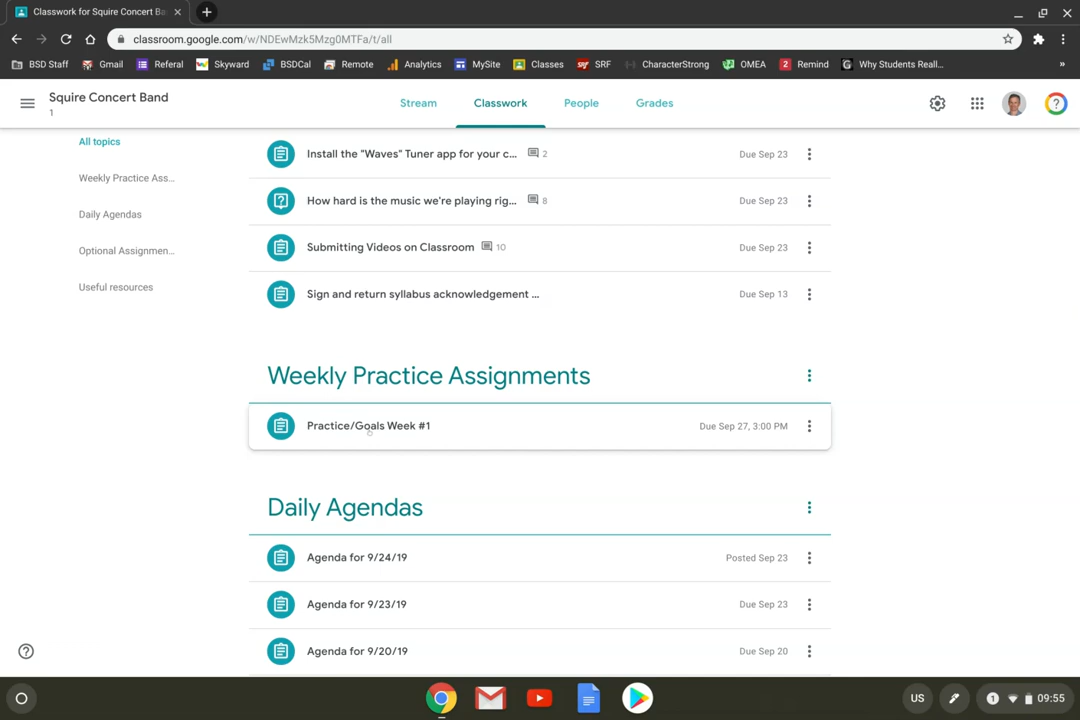 Classwork for Squire Concert Ba
classroom.google.com/w/NDEwMzk5Mzg0MTFa/t/all
BSD Staff Gmail Referal Skyward BSDCal Remote Analytics MySite Classes SRF CharacterStrong OMEA Remind Why Students Reall... »
Squire Concert Band
1
Stream Classwork People Grades
All topics
Weekly Practice Ass...
Daily Agendas
Optional Assignmen...
Useful resources
Install the "Waves" Tuner app for your c... 2 Due Sep 23
How hard is the music we're playing rig... 8 Due Sep 23
Submitting Videos on Classroom 10 Due Sep 23
Sign and return syllabus acknowledgement ... Due Sep 13
Weekly Practice Assignments
Practice/Goals Week #1 Due Sep 27, 3:00 PM
Daily Agendas
Agenda for 9/24/19 Posted Sep 23
Agenda for 9/23/19 Due Sep 23
Agenda for 9/20/19 Due Sep 20
US 1 09:55